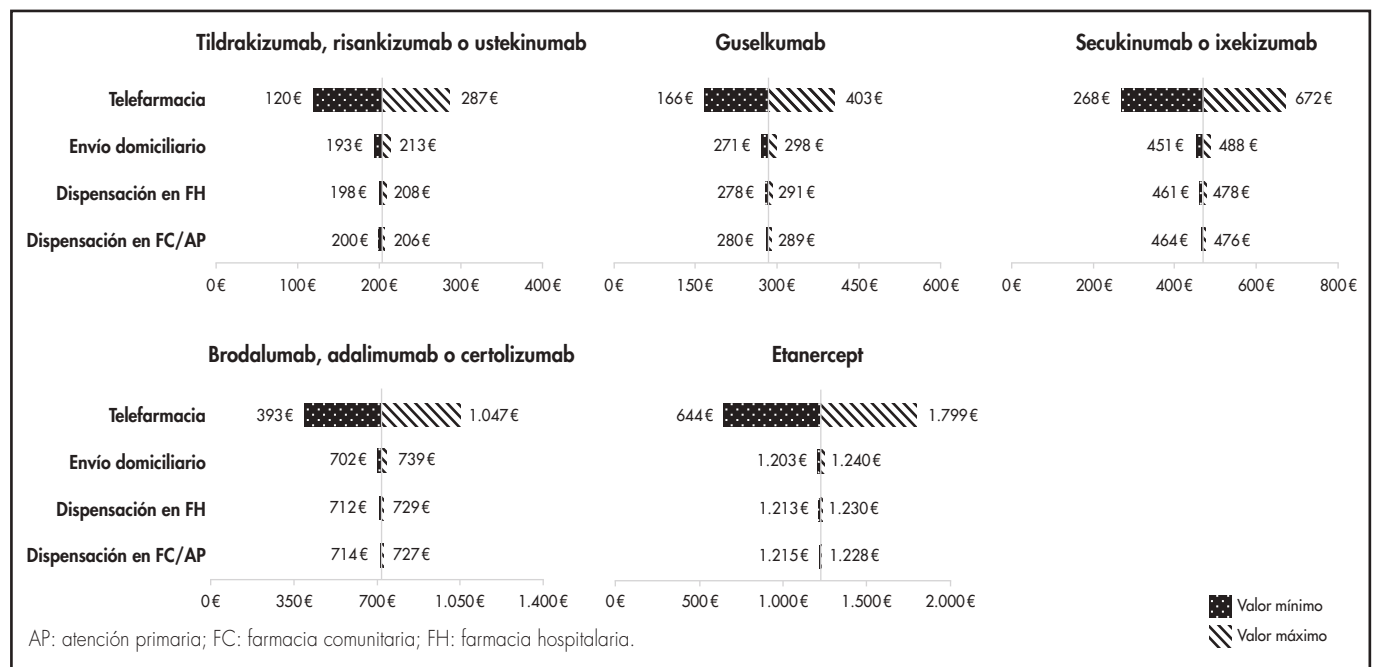 Tildrakizumab, risankizumab o ustekinumab
Telefarmacia 120€ 287€
Envío domiciliario 193€ 213€
Dispensación en FH 198€ 208€
Dispensación en FC/AP 200€ 206€
0€ 100€ 200€ 300€ 400€
Guselkumab
166€ 403€
271€ 298€
278€ 291€
280€ 289€
0€ 150€ 300€ 450€ 600€
Secukinumab o ixekizumab
268€ 672€
451€ 488€
461€ 478€
464€ 476€
0€ 200€ 400€ 600€ 800€
Brodalumab, adalimumab o certolizumab
Telefarmacia 393€ 1.047€
Envío domiciliario 702€ 739€
Dispensación en FH 712€ 729€
Dispensación en FC/AP 714€ 727€
0€ 350€ 700€ 1.050€ 1.400€
Etanercept
644€ 1.799€
1.203€ 1.240€
1.213€ 1.230€
1.215€ 1.228€
0€ 500€ 1.000€ 1.500€ 2.000€
Valor mínimo
Valor máximo
AP: atención primaria; FC: farmacia comunitaria; FH: farmacia hospitalaria.